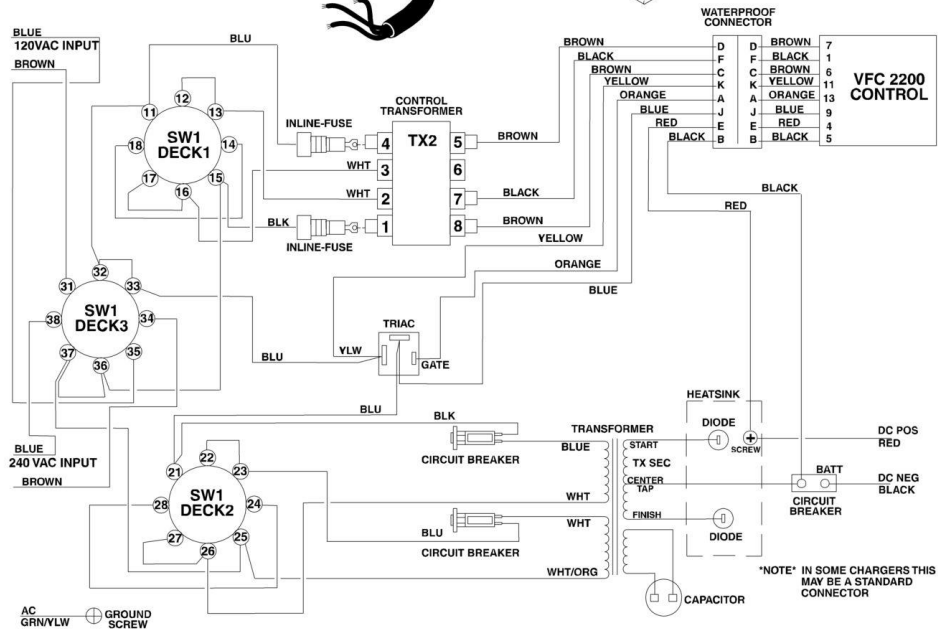 WATERPROOF
CONNECTOR
BLUE
120VAC INPUT
BROWN
BLU
BROWN
BLACK
BROWN
YELLOW
ORANGE
BLUE
RED
BLACK
D D BROWN 7
F F BLACK 1
C C BROWN 6
K K YELLOW 11
A A ORANGE 13
J J BLUE 9
E E RED 4
B B BLACK 5
VFC 2200
CONTROL
11 12 13
18 14
17 16 15
SW1
DECK1
CONTROL
TRANSFORMER
INLINE-FUSE
WHT
WHT
BLK
INLINE-FUSE
4 TX2 5
3 6
2 7
1 8
BROWN
BLACK
BROWN
YELLOW
ORANGE
BLUE
BLACK
RED
31 32 33
38 34
37 36 35
SW1
DECK3
BLU
YLW
TRIAC
GATE
BLU
BLK
CIRCUIT BREAKER
BLUE
240 VAC INPUT
BROWN
21 22 23
28 24
27 26 25
SW1
DECK2
BLU
CIRCUIT BREAKER
TRANSFORMER
BLUE
WHT
WHT
WHT/ORG
START
TX SEC
CENTER
TAP
FINISH
HEATSINK
DIODE
SCREW
DIODE
DC POS
RED
BATT
DC NEG
BLACK
CIRCUIT
BREAKER
CAPACITOR
*NOTE* IN SOME CHARGERS THIS
MAY BE A STANDARD
CONNECTOR
AC
GRN/YLW
GROUND
SCREW